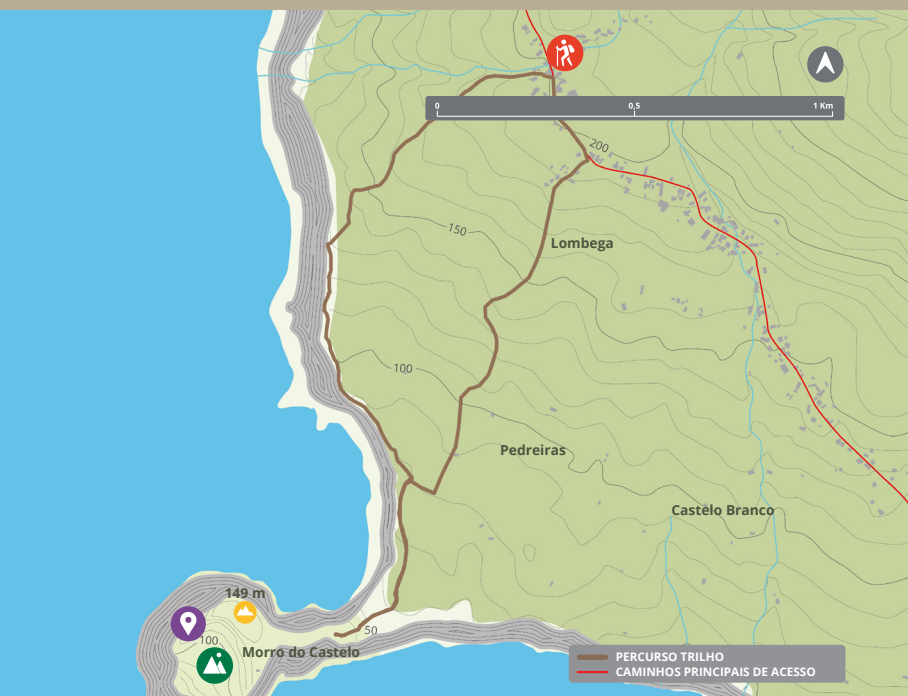 0 0,5 1 Km
200
150
Lombega
100
Pedreiras
Castelo Branco
149 m
50
100
Morro do Castelo
PERCURSO TRILHO
CAMINHOS PRINCIPAIS DE ACESSO